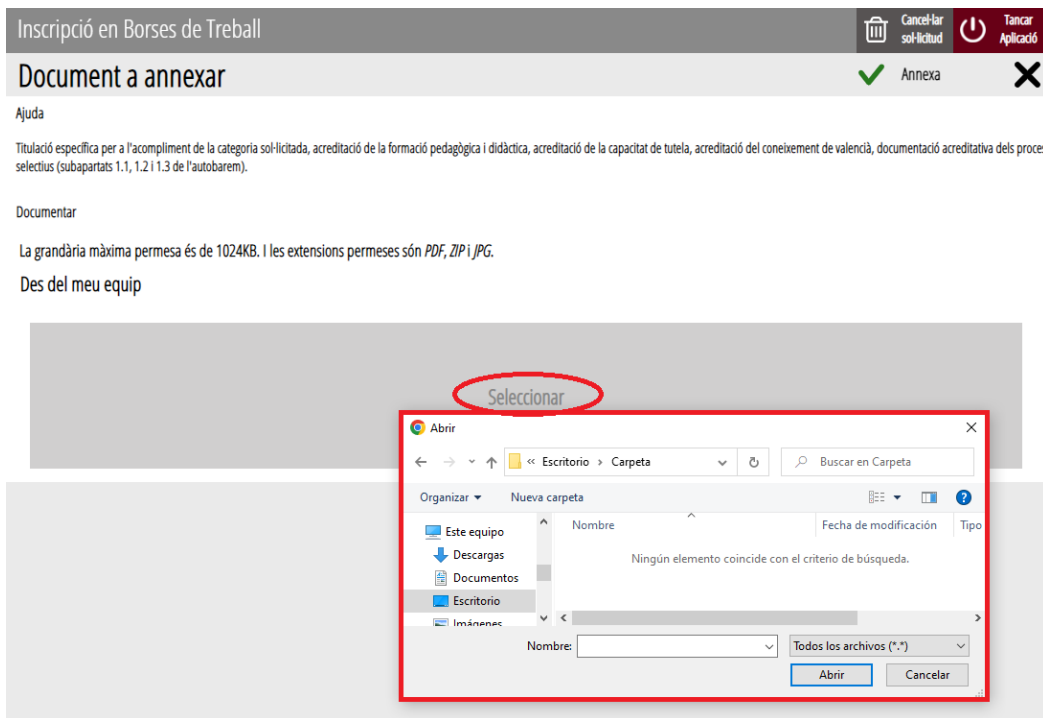 Inscripció en Borses de Treball
Cancel·lar
sol·licitud
Tancar
Aplicació
Document a annexar
Annexa
Ajuda
Titulació específica per a l'acompliment de la categoria sol·licitada, acreditació de la formació pedagògica i didàctica, acreditació de la capacitat de tutela, acreditació del coneixement de valencià, documentació acreditativa dels proces
selectius (subapartats 1.1, 1.2 i 1.3 de l'autobarem).
Documentar
La grandària màxima permesa és de 1024KB. I les extensions permeses són PDF, ZIP i JPG.
Des del meu equip
Seleccionar
Abrir
« Escritorio › Carpeta
Buscar en Carpeta
Organizar
Nueva carpeta
Nombre
Fecha de modificación
Tipo
Este equipo
Descargas
Documentos
Escritorio
Imágenes
Ningún elemento coincide con el criterio de búsqueda.
Nombre:
Todos los archivos (*.*)
Abrir
Cancelar